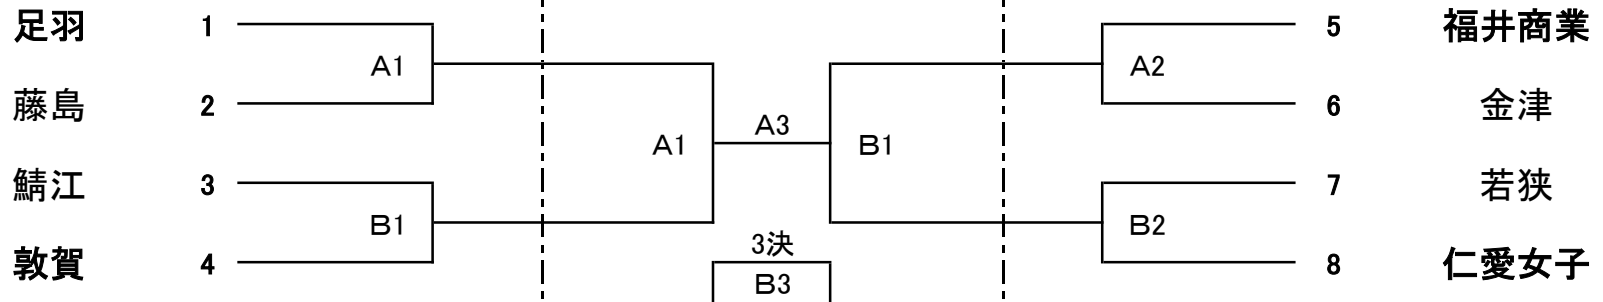 足羽 1 5 福井商業
A1 A2
藤島 2 6 金津
A1 A3 B1
鯖江 3 7 若狭
B1 B2
3決
敦賀 4 8 仁愛女子
B3